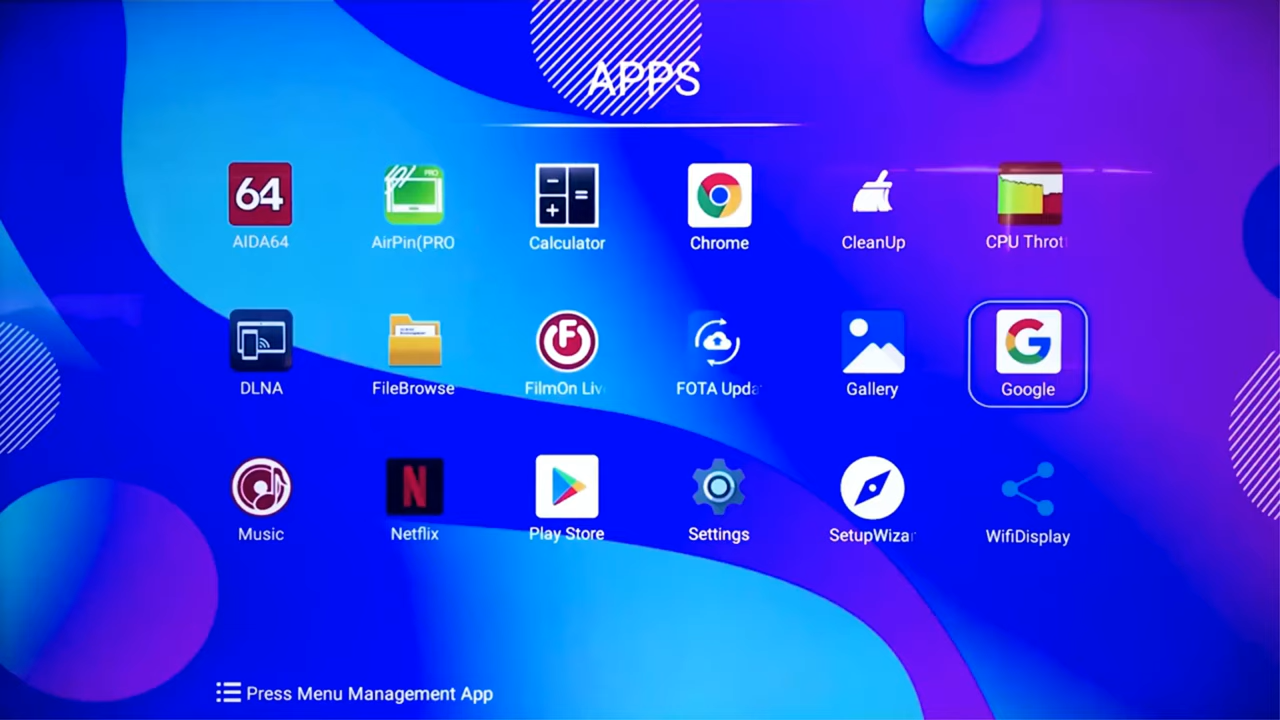 APPS
64
PRO
AIDA64
AirPin(PRO
Calculator
Chrome
CleanUp
CPU Thrott
DLNA
FileBrowse
FilmOn Liv
FOTA Upda
Gallery
Google
Music
Netflix
Play Store
Settings
SetupWizar
WifiDisplay
Press Menu Management App